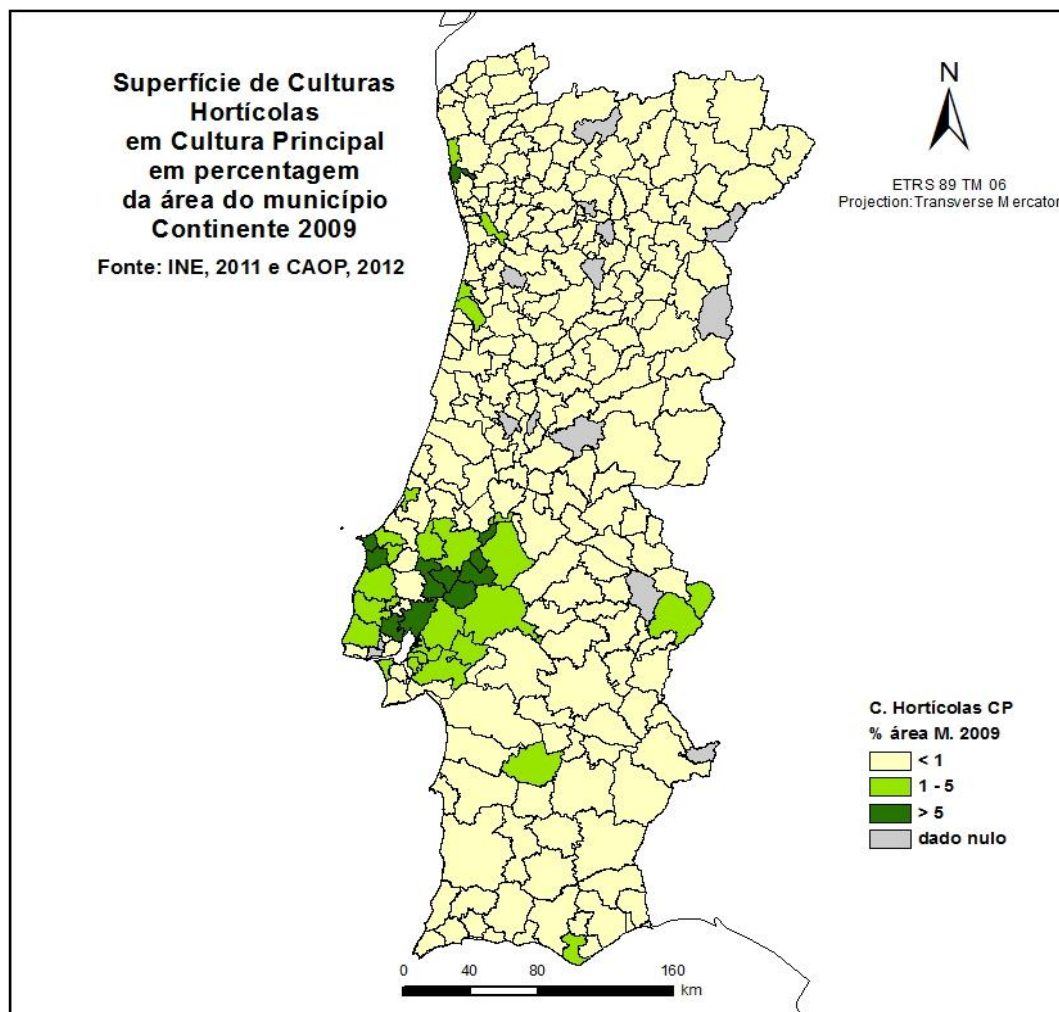 Superfície de Culturas
Hortícolas
em Cultura Principal
em percentagem
da área do município
Continente 2009
Fonte: INE, 2011 e CAOP, 2012
N
ETRS 89 TM 06
Projection:Transverse Mercator
C. Hortícolas CP
% área M. 2009
< 1
1 - 5
> 5
dado nulo
0 40 80 160
km